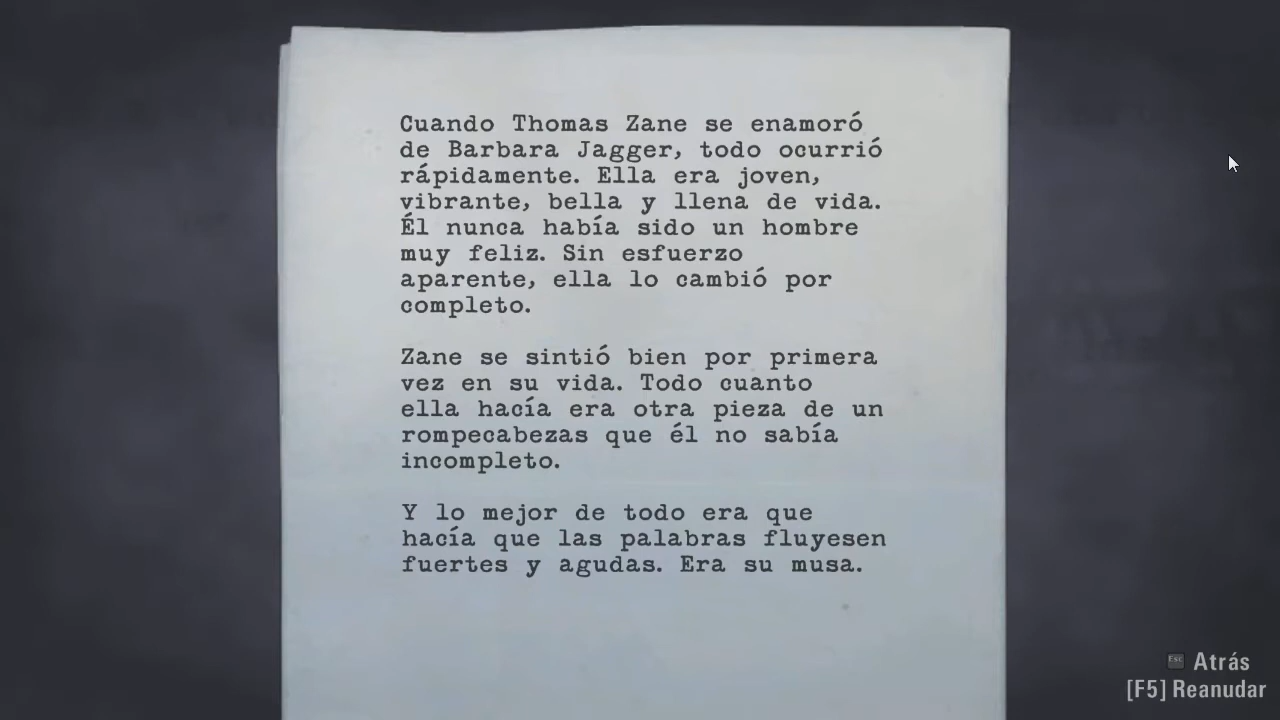 Cuando Thomas Zane se enamoró
de Barbara Jagger, todo ocurrió
rápidamente. Ella era joven,
vibrante, bella y llena de vida.
Él nunca había sido un hombre
muy feliz. Sin esfuerzo
aparente, ella lo cambió por
completo.
Zane se sintió bien por primera
vez en su vida. Todo cuanto
ella hacía era otra pieza de un
rompecabezas que él no sabía
incompleto.
Y lo mejor de todo era que
hacía que las palabras fluyesen
fuertes y agudas. Era su musa.
Esc Atrás
[F5] Reanudar